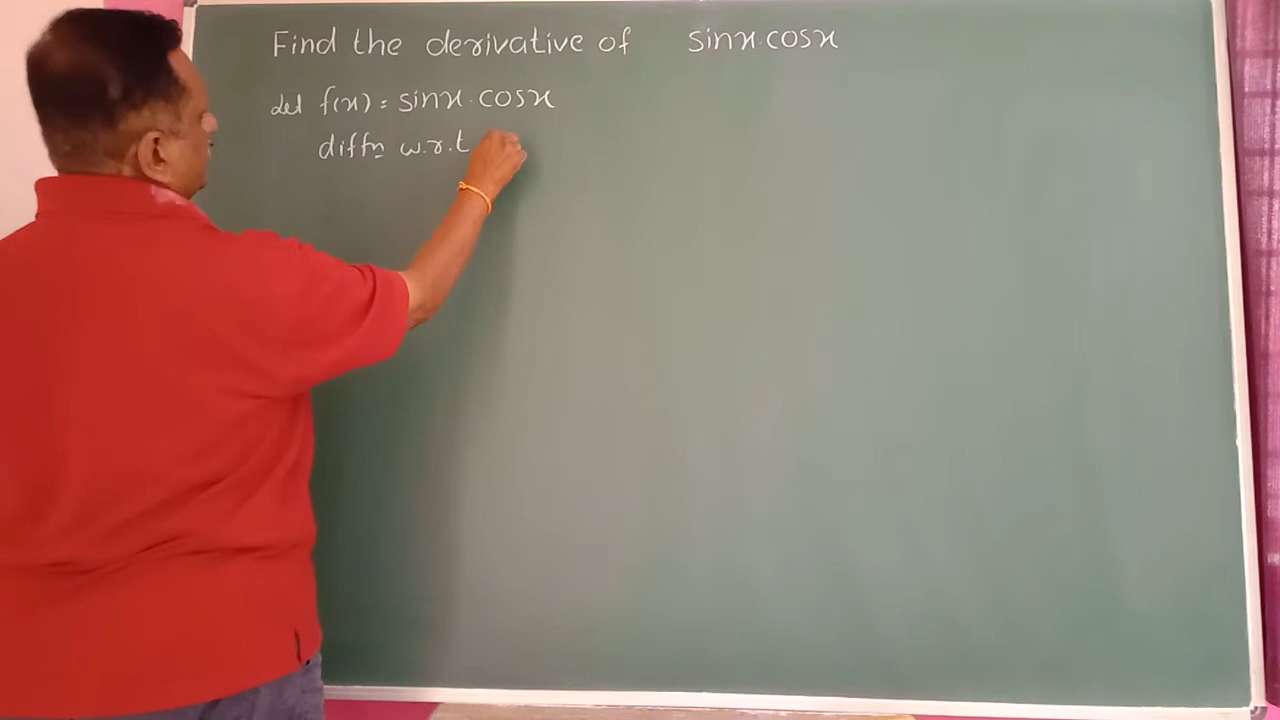 Find the derivative of sinx.cosx
Let f(x) = sinx.cosx
diffn w.r.t